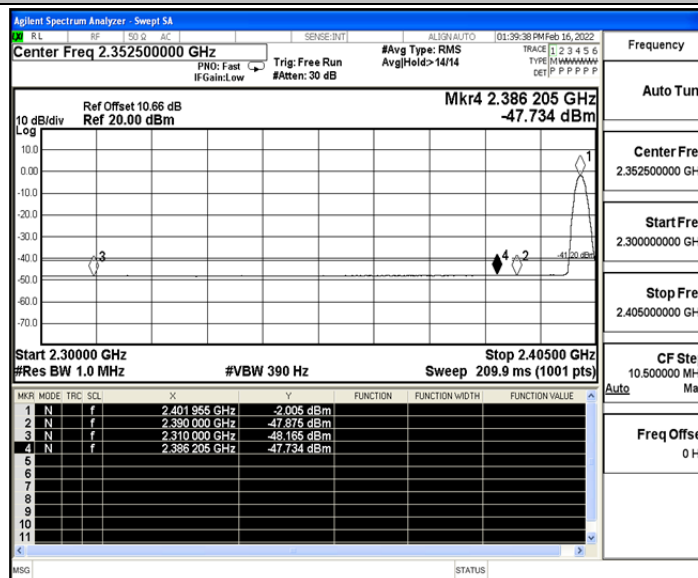 Agilent Spectrum Analyzer - Swept SA
LXI RL RF 50 Ω AC SENSE:INT ALIGN AUTO 01:39:38 PM Feb 16, 2022
Center Freq 2.352500000 GHz
PNO: Fast
IFGain:Low
Trig: Free Run
#Atten: 30 dB
#Avg Type: RMS
Avg|Hold:> 14/14
TRACE 1 2 3 4 5 6
TYPE MWWWWW
DET P P P P P P
Ref Offset 10.66 dB
10 dB/div Ref 20.00 dBm
Log
Mkr4 2.386 205 GHz
-47.734 dBm
10.0
0.00
-10.0
-20.0
-30.0
-40.0
-50.0
-60.0
-70.0
1
3
4
2
-41.20 dBm
Start 2.30000 GHz Stop 2.40500 GHz
#Res BW 1.0 MHz #VBW 390 Hz Sweep 209.9 ms (1001 pts)
MKR MODE TRC SCL X Y FUNCTION FUNCTION WIDTH FUNCTION VALUE
1 N f 2.401 955 GHz -2.005 dBm
2 N f 2.390 000 GHz -47.875 dBm
3 N f 2.310 000 GHz -48.165 dBm
4 N f 2.386 205 GHz -47.734 dBm
5
6
7
8
9
10
11
MSG STATUS
Frequency
Auto Tun
Center Fre
2.352500000 GH
Start Fre
2.300000000 GH
Stop Fre
2.405000000 GH
CF Ste
10.500000 MH
Auto Ma
Freq Offse
0 H